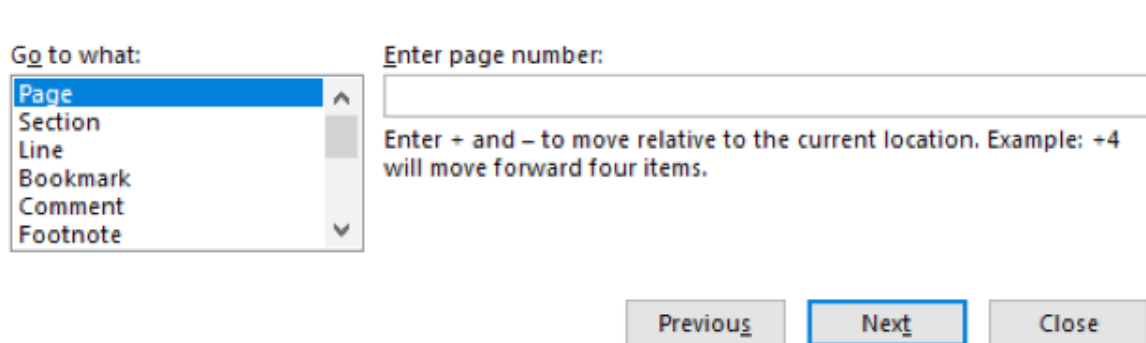 Go to what:
Enter page number:
Page
Section
Line
Bookmark
Comment
Footnote
Enter + and – to move relative to the current location. Example: +4
will move forward four items.
Previous
Next
Close